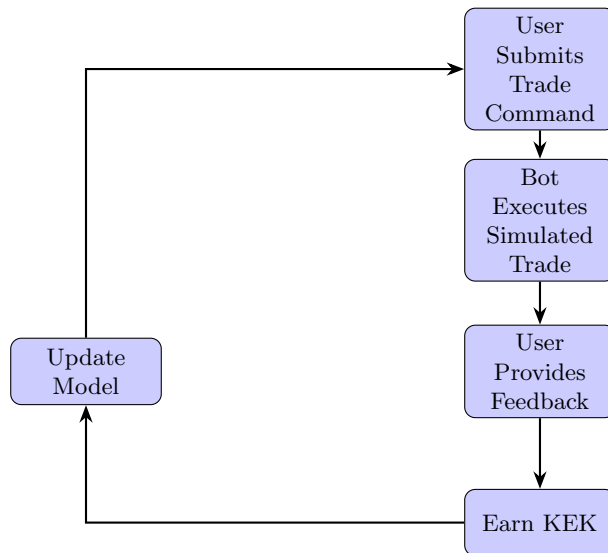 User
Submits
Trade
Command
Bot
Executes
Simulated
Trade
User
Provides
Feedback
Update
Model
Earn KEK